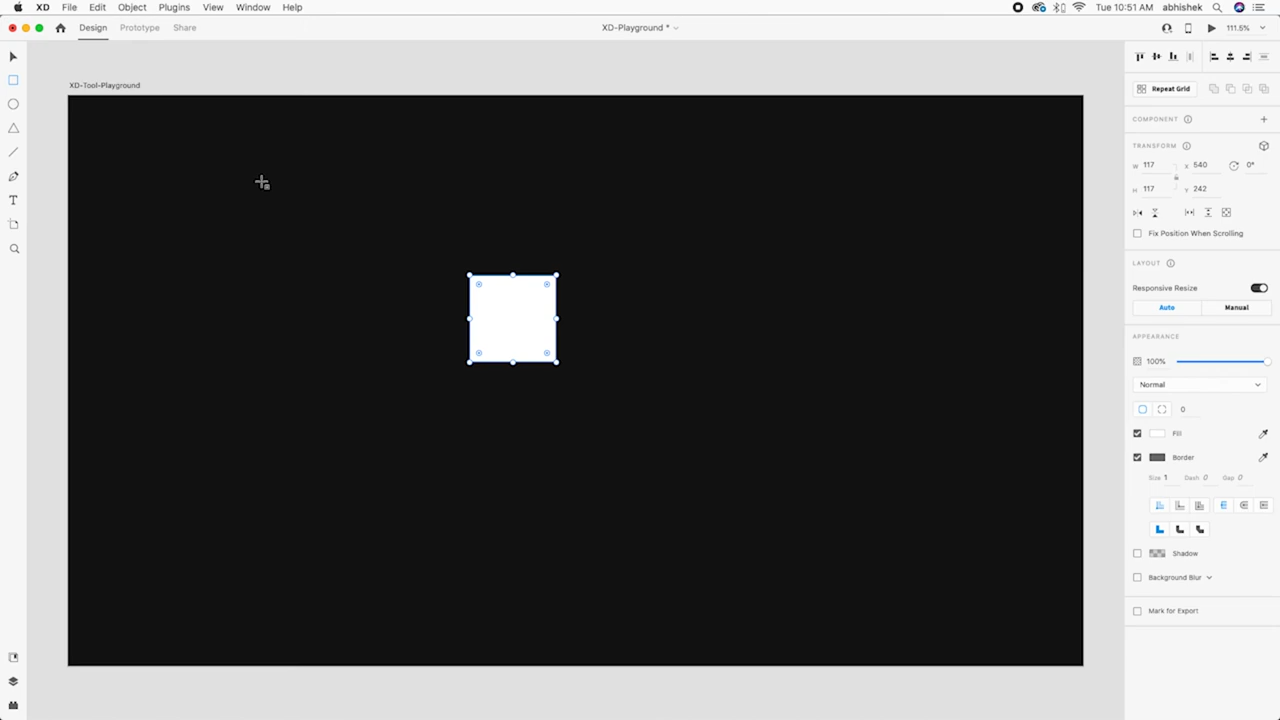 XD File Edit Object Plugins View Window Help Tue 10:51 AM abhishek
Design Prototype Share XD-Playground * 111.5%
XD-Tool-Playground
Repeat Grid
COMPONENT
TRANSFORM
W 117 X 540 0°
H 117 Y 242
Fix Position When Scrolling
LAYOUT
Responsive Resize
Auto Manual
APPEARANCE
100%
Normal
0
Fill
Border
Size 1 Dash 0 Gap 0
Shadow
Background Blur
Mark for Export
T